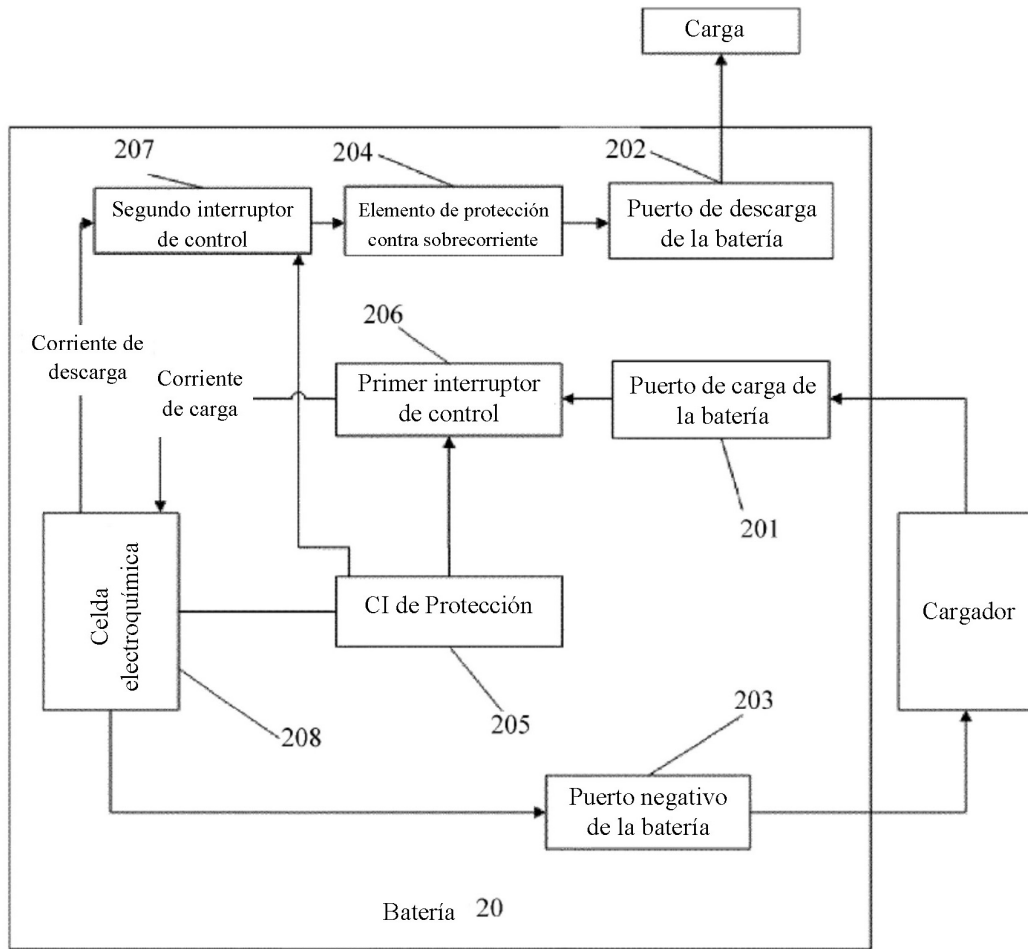 Carga
207
204
202
Segundo interruptor
de control
Elemento de protección
contra sobrecorriente
Puerto de descarga
de la batería
206
Corriente de
descarga
Corriente
de carga
Primer interruptor
de control
Puerto de carga de
la batería
201
Celda
electroquímica
CI de Protección
Cargador
208
205
203
Puerto negativo
de la batería
Batería 20